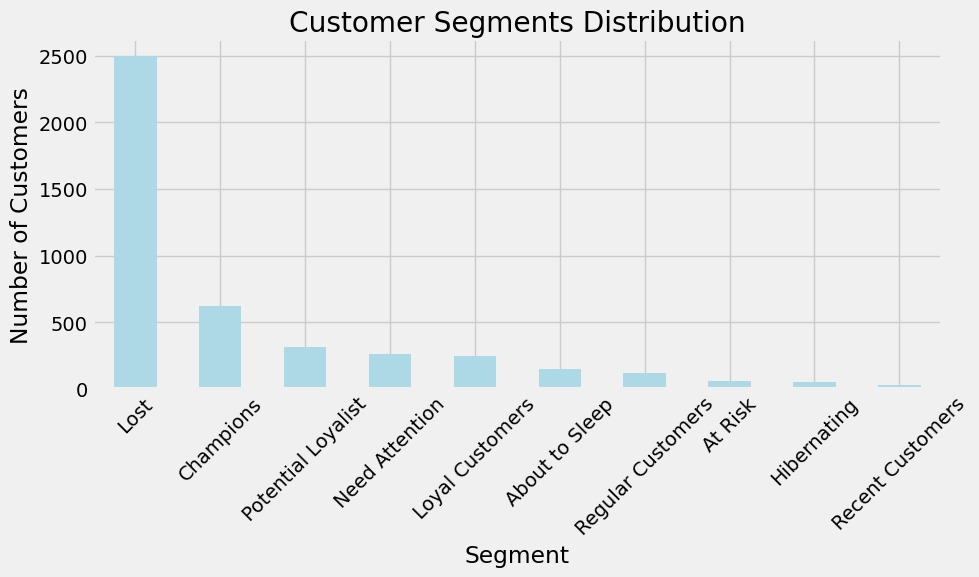 Customer Segments Distribution
Number of Customers
2500
2000
1500
1000
500
0
Lost
Champions
Potential Loyalist
Need Attention
Loyal Customers
About to Sleep
Regular Customers
At Risk
Hibernating
Recent Customers
Segment